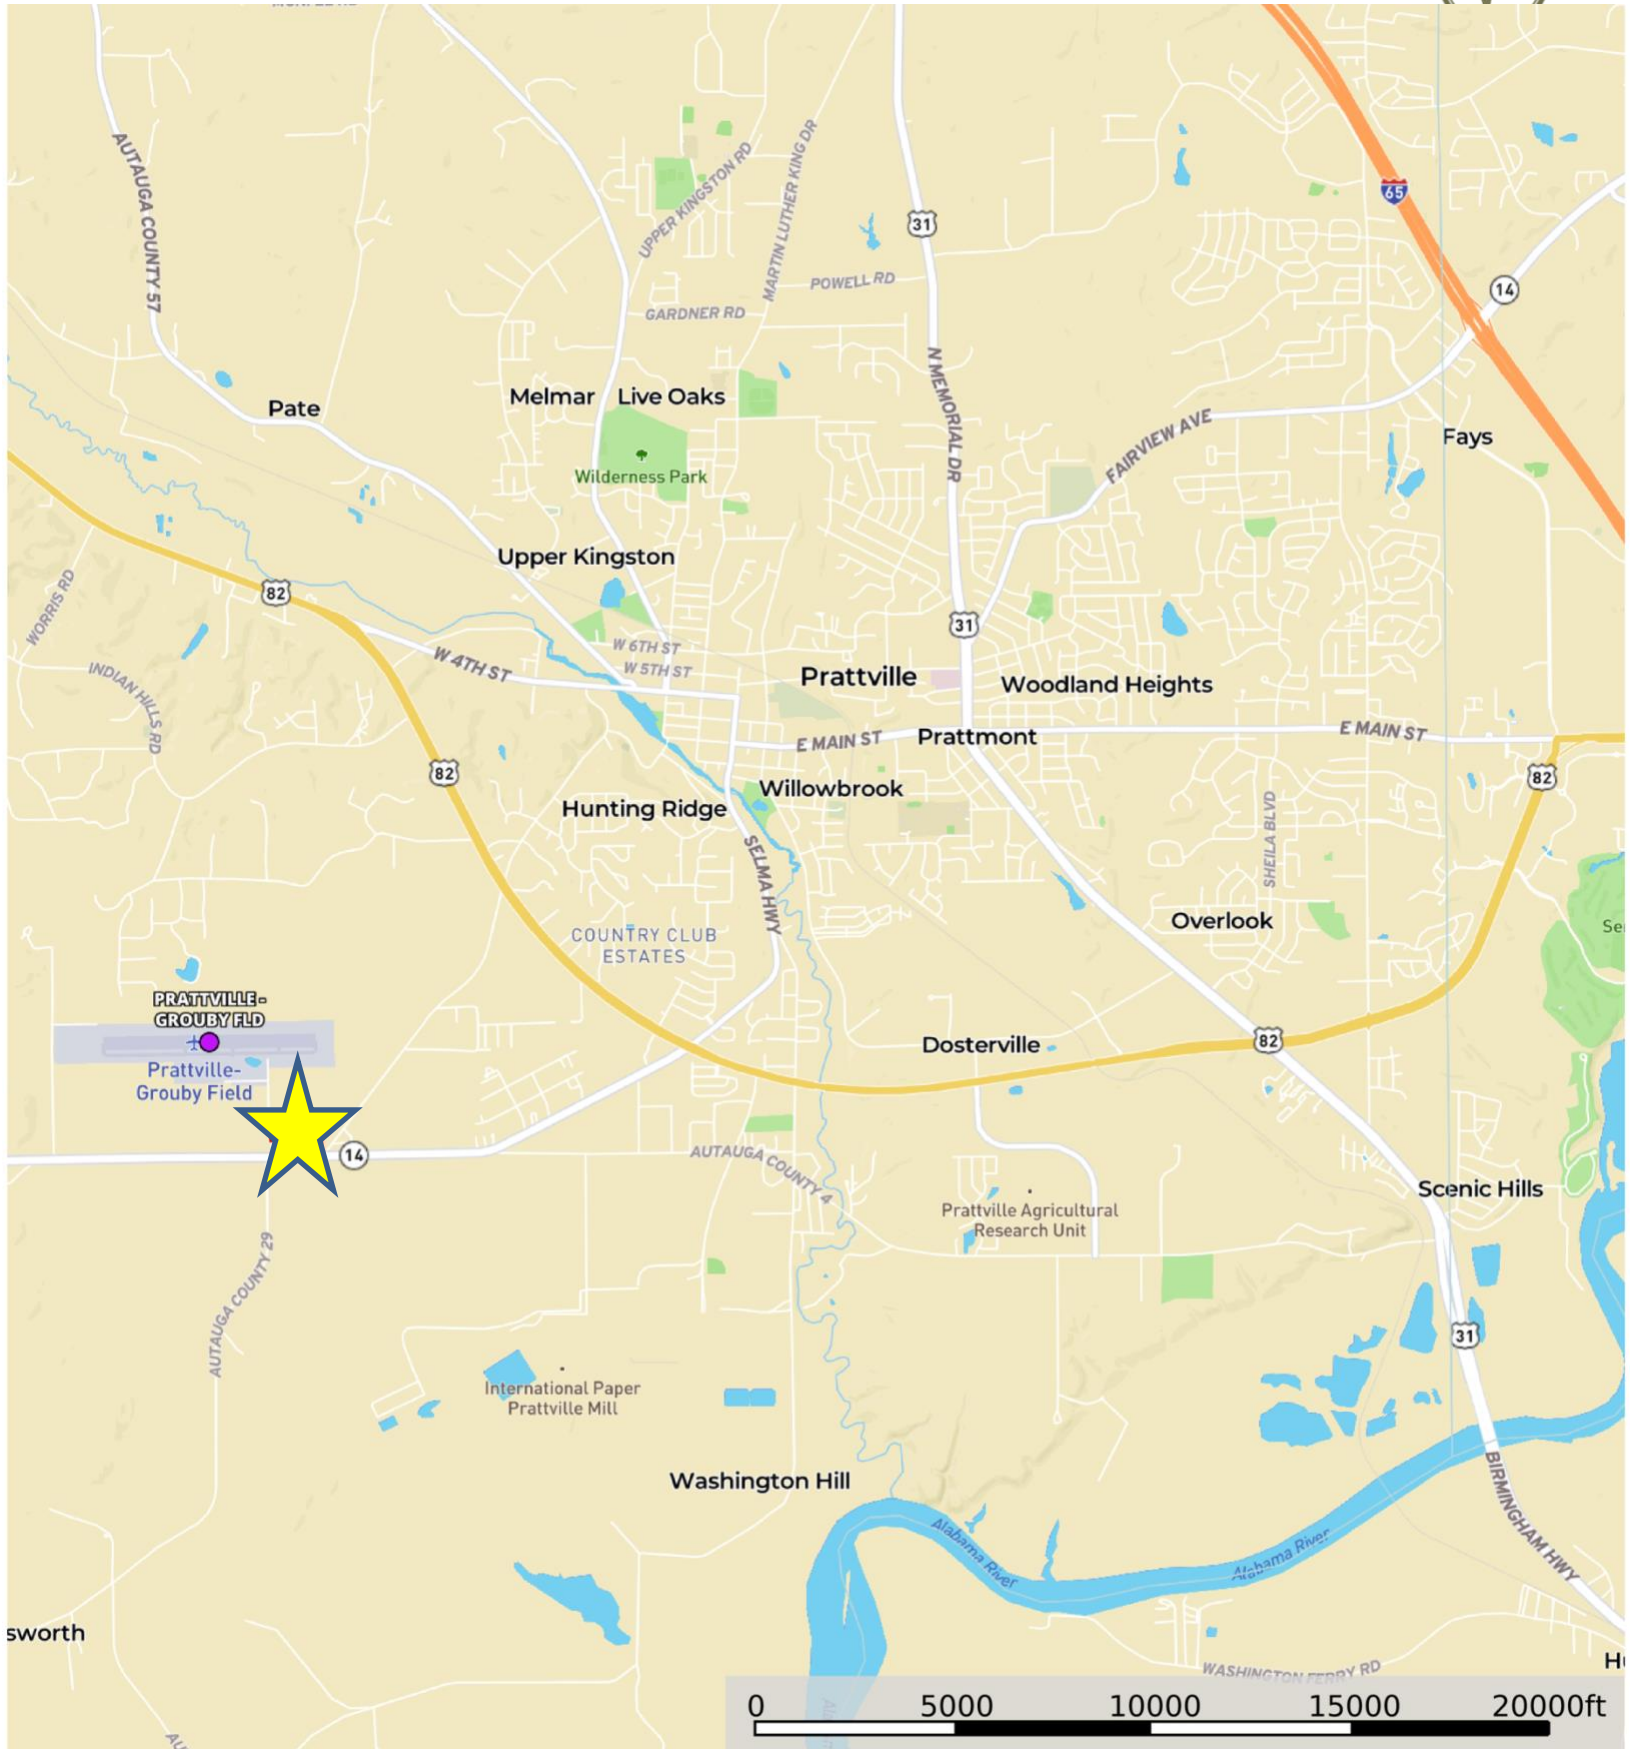 65
UPPER KINGSTON RD
MARTIN LUTHER KING DR
AUTAUGA COUNTY 57
31
POWELL RD
14
GARDNER RD
N MEMORIAL DR
Melmar
Live Oaks
Pate
FAIRVIEW AVE
Fays
Wilderness Park
Upper Kingston
82
WORRIS RD
31
W 6TH ST
W 4TH ST
W 5TH ST
Prattville
Woodland Heights
INDIAN HILLS RD
E MAIN ST
Prattmont
E MAIN ST
82
82
Willowbrook
Hunting Ridge
SHEILA BLVD
SELMA HWY
Overlook
Se
COUNTRY CLUB
ESTATES
PRATTVILLE-
GROUBY FLD
Dosterville
82
Prattville-
Grouby Field
14
AUTAUGA COUNTY 4
Scenic Hills
Prattville Agricultural
Research Unit
AUTAUGA COUNTY 29
31
International Paper
Prattville Mill
Washington Hill
BIRMINGHAM HWY
Alabama River
Alabama River
sworth
WASHINGTON FERRY RD
H
0 5000 10000 15000 20000ft
AU